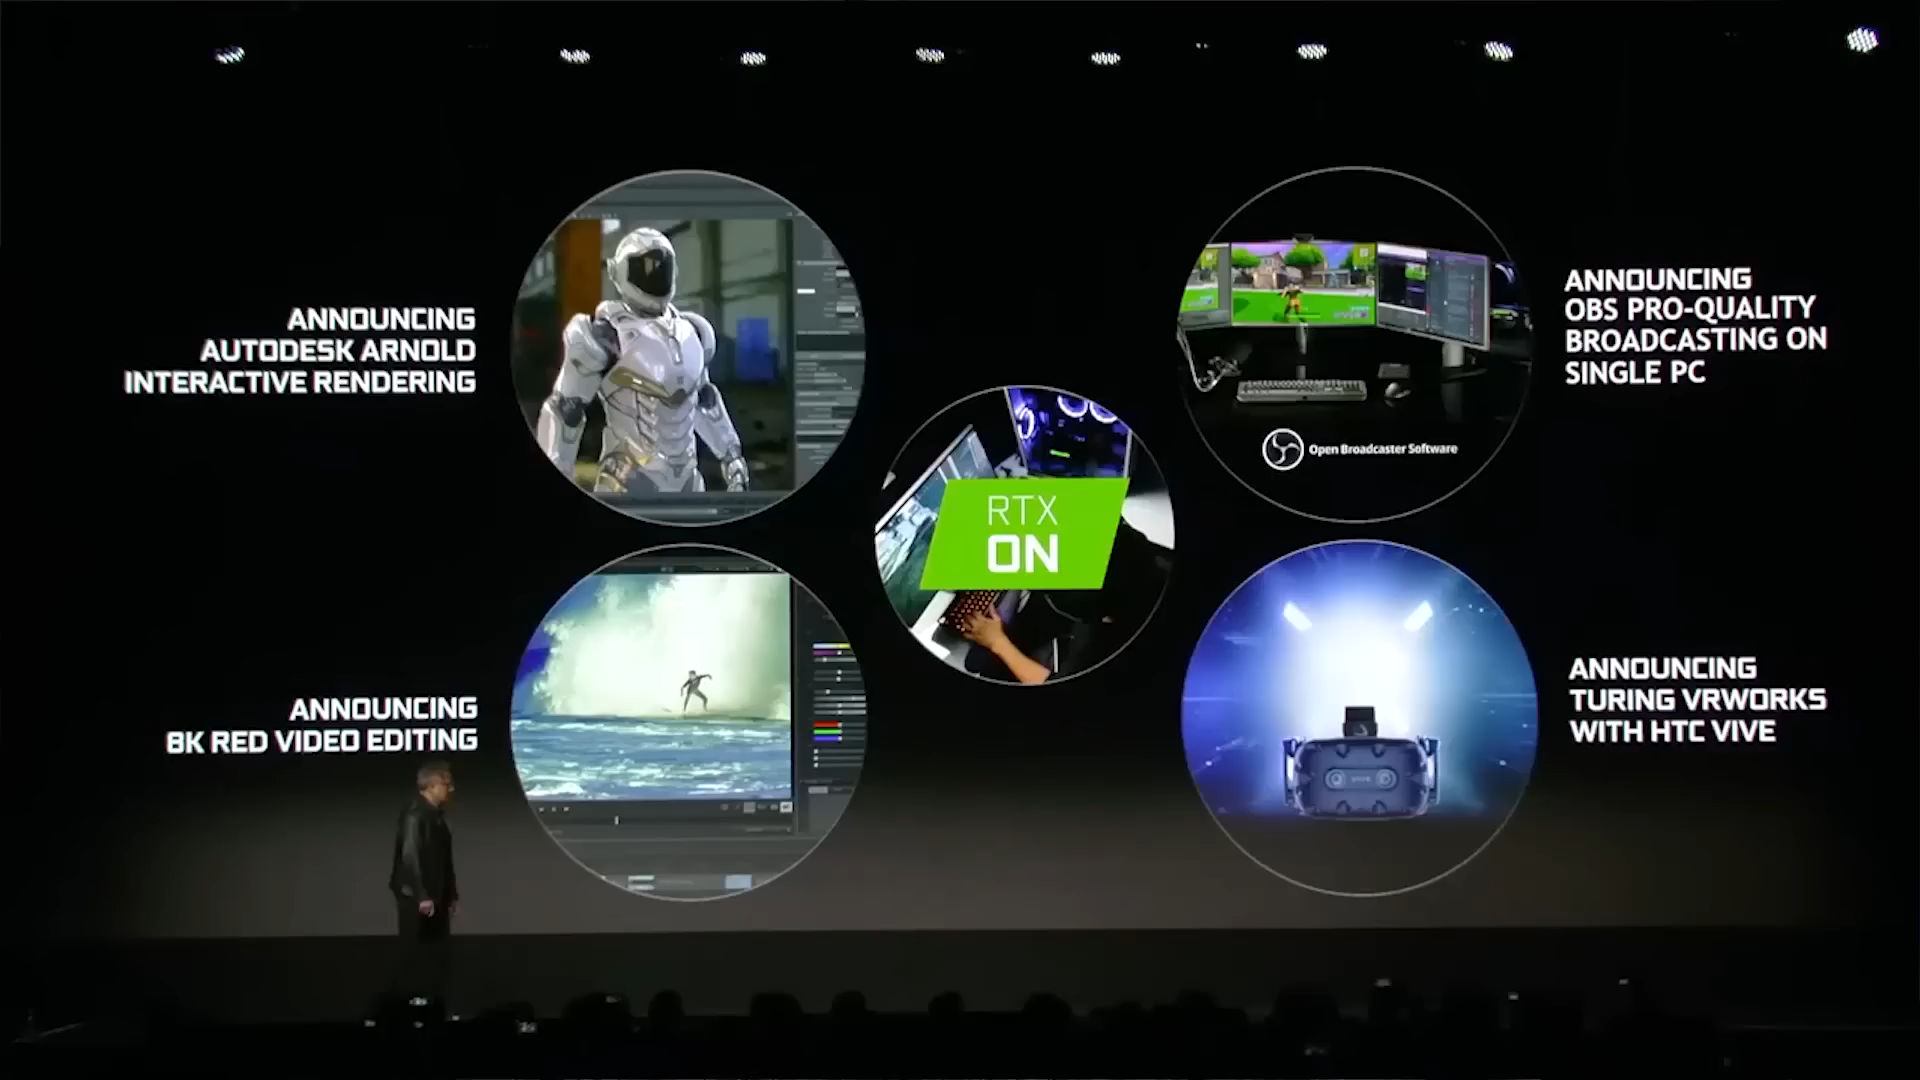 ANNOUNCING
AUTODESK ARNOLD
INTERACTIVE RENDERING
ANNOUNCING
OBS PRO-QUALITY
BROADCASTING ON
SINGLE PC
Open Broadcaster Software
RTX
ON
ANNOUNCING
8K RED VIDEO EDITING
ANNOUNCING
TURING VRWORKS
WITH HTC VIVE
VIVE